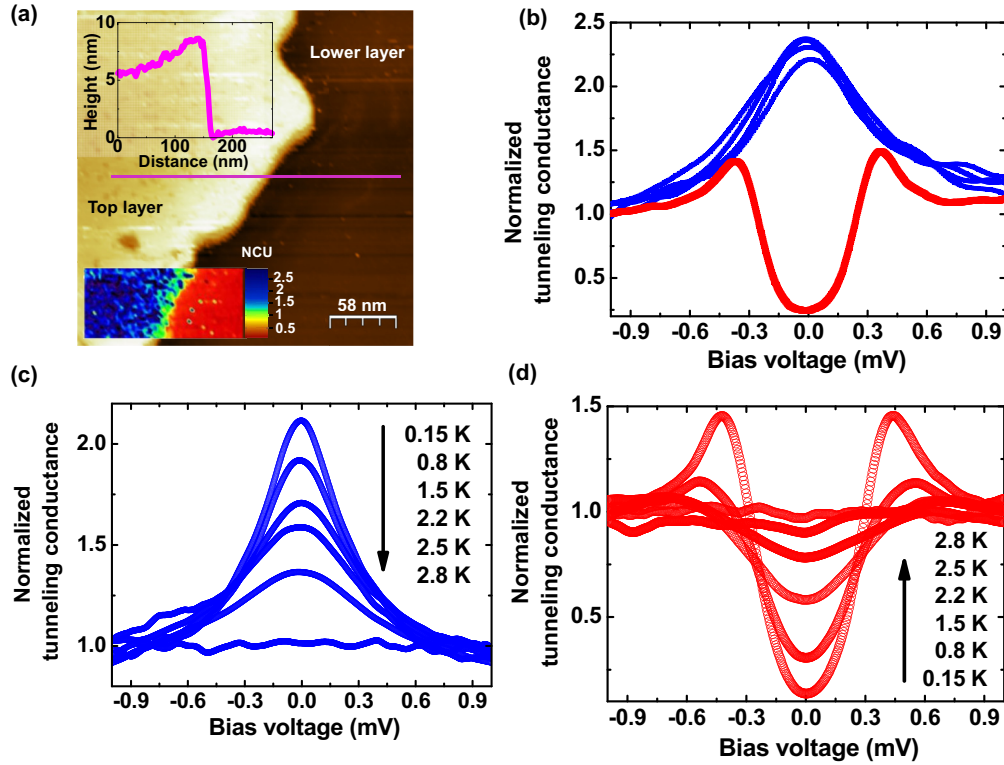 (a)
10
5
0
Height (nm)
0
100
200
Distance (nm)
Lower layer
Top layer
NCU
2.5
2
1.5
1
0.5
58 nm
(b)
2.5
2.0
1.5
1.0
0.5
Normalized
tunneling conductance
-0.9 -0.6 -0.3 0.0 0.3 0.6 0.9
Bias voltage (mV)
(c)
2.0
1.5
1.0
Normalized
tunneling conductance
0.15 K
0.8 K
1.5 K
2.2 K
2.5 K
2.8 K
-0.9 -0.6 -0.3 0.0 0.3 0.6 0.9
Bias voltage (mV)
(d)
1.5
1.0
0.5
Normalized
tunneling conductance
2.8 K
2.5 K
2.2 K
1.5 K
0.8 K
0.15 K
-0.9 -0.6 -0.3 0.0 0.3 0.6 0.9
Bias voltage (mV)